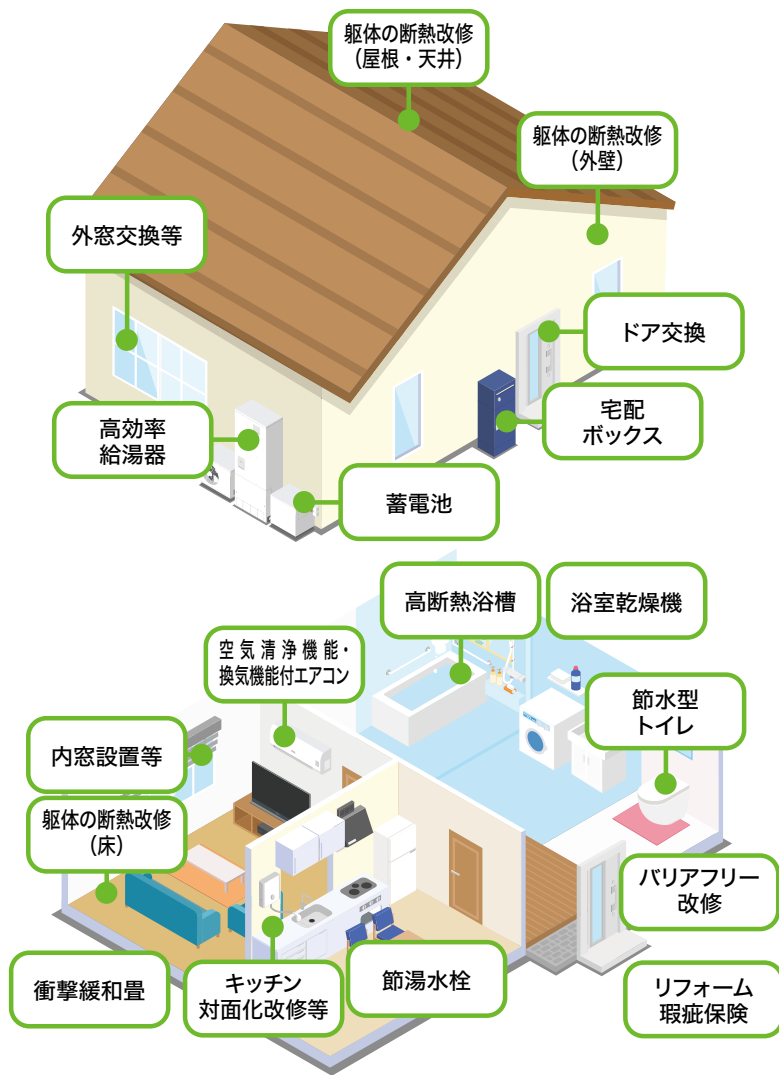 躯体の断熱改修
（屋根・天井）
躯体の断熱改修
（外壁）
外窓交換等
ドア交換
宅配
ボックス
高効率
給湯器
蓄電池
高断熱浴槽
浴室乾燥機
空気清浄機能・
換気機能付エアコン
節水型
トイレ
内窓設置等
躯体の断熱改修
（床）
バリアフリー
改修
衝撃緩和畳
キッチン
対面化改修等
節湯水栓
リフォーム
瑕疵保険